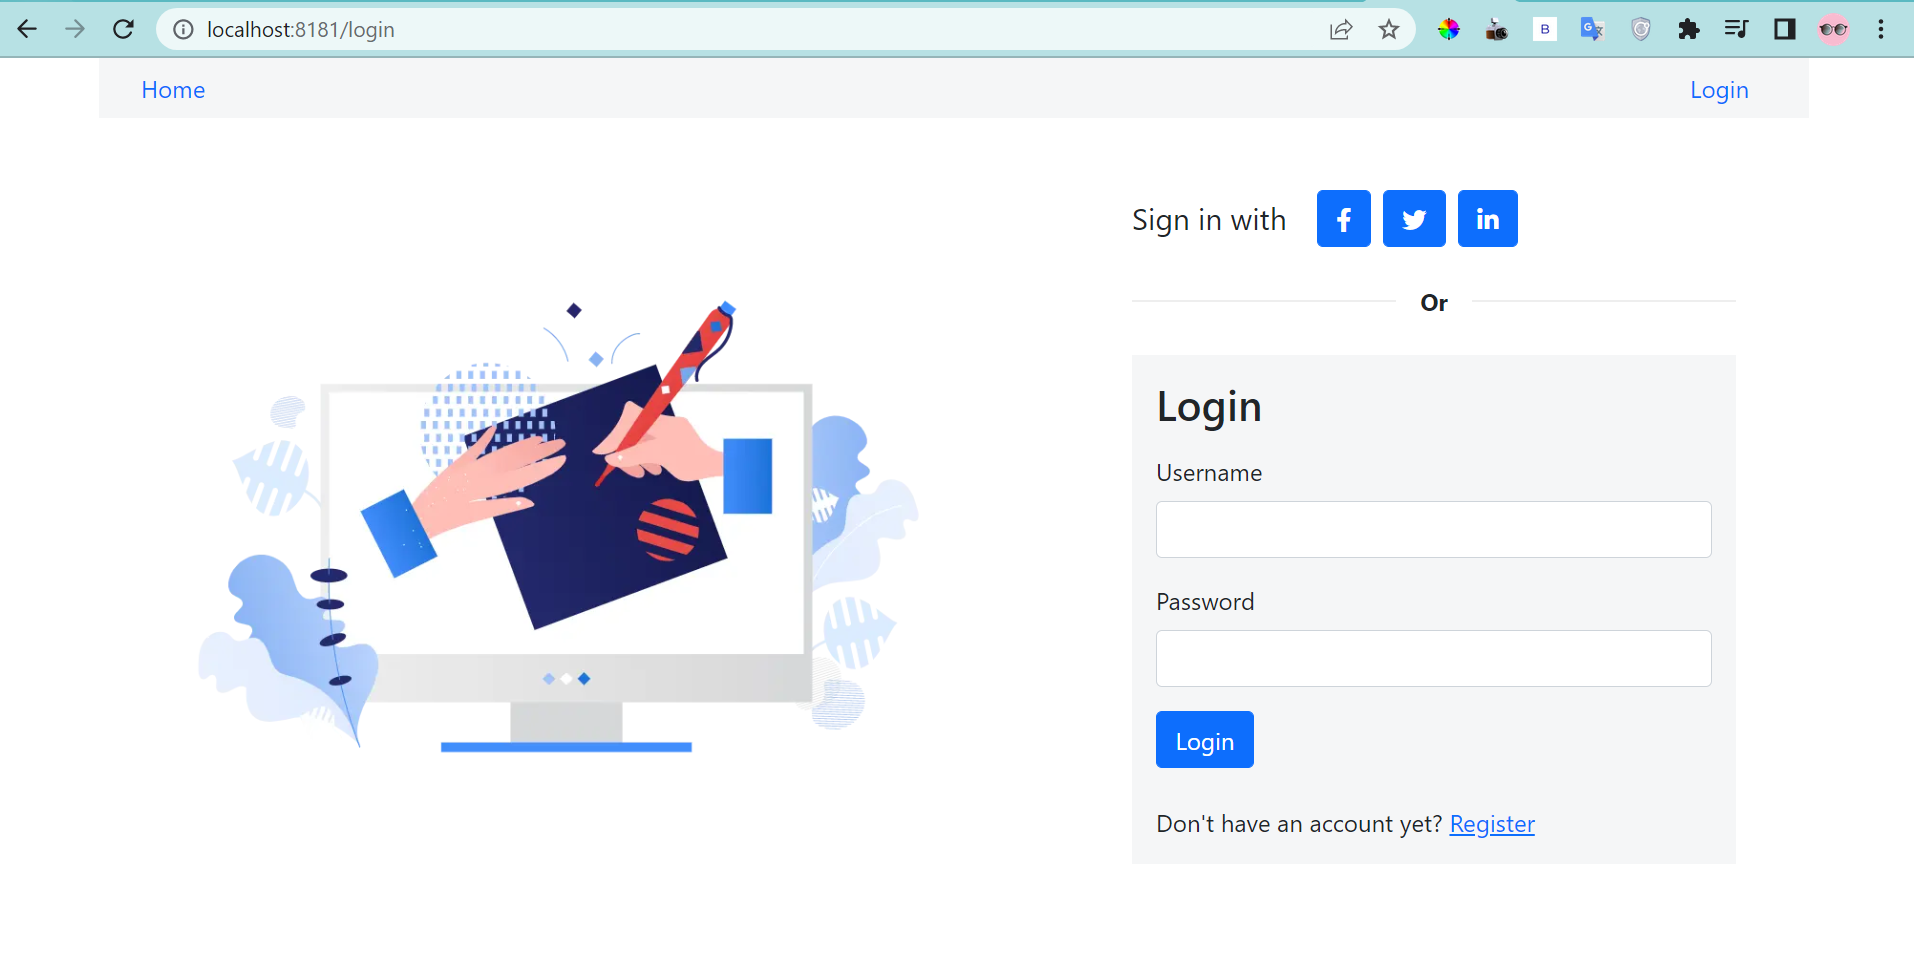 localhost:8181/login
Home
Login
Sign in with
Or
Login
Username
Password
Login
Don't have an account yet? Register